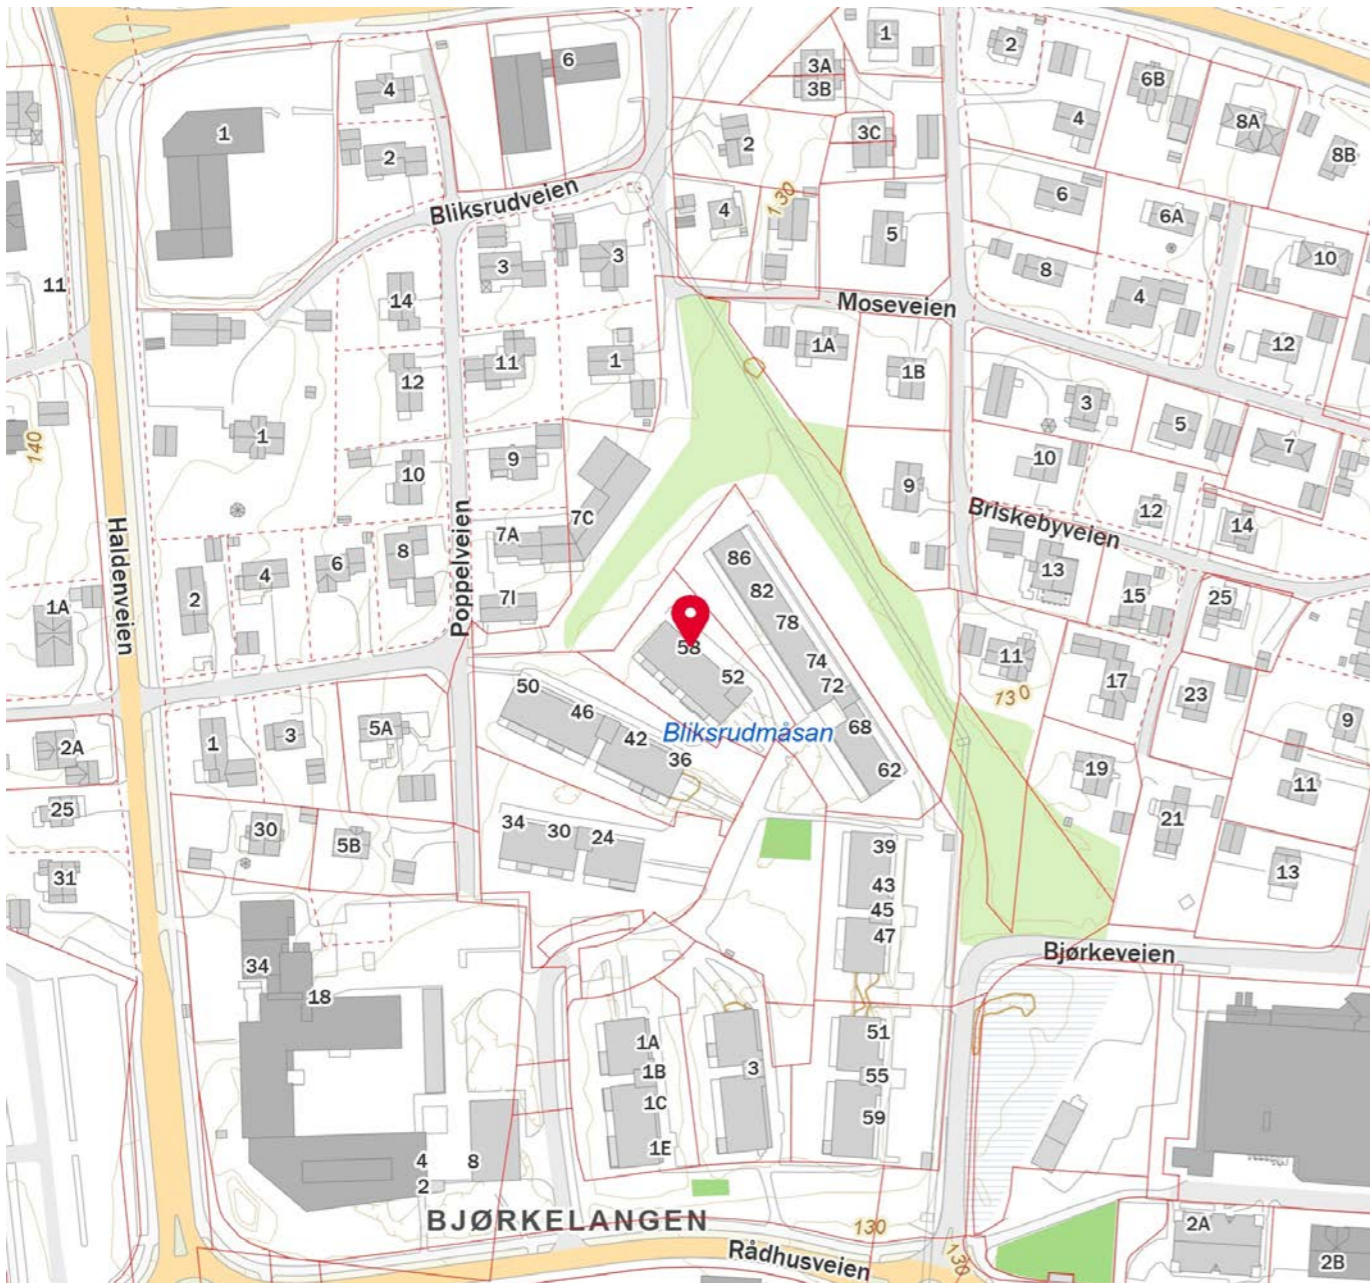 1
2
3A
3B
6
6B
4
4
8A
1
2
3C
8B
2
Bliksrudveien
4
130
5
6
6A
3
3
8
10
11
14
4
Moseveien
1A
12
11
1
1B
12
3
5
1
140
9
10
7
9
10
Briskebyveien
12
14
Haldenveien
Poppelveien
7C
7A
86
8
6
4
2
82
13
15
25
1A
7I
78
58
52
74
72
11
17
23
130
50
46
42
36
68
62
Bliksrudmåsan
1
3
5A
2A
9
19
11
25
30
5B
34
30
24
39
21
31
43
45
47
13
Bjørkeveien
34
18
1A
1B
1C
1E
3
51
55
59
4
2
8
BJØRKELANGEN
130
130
Rådhusveien
2A
2B